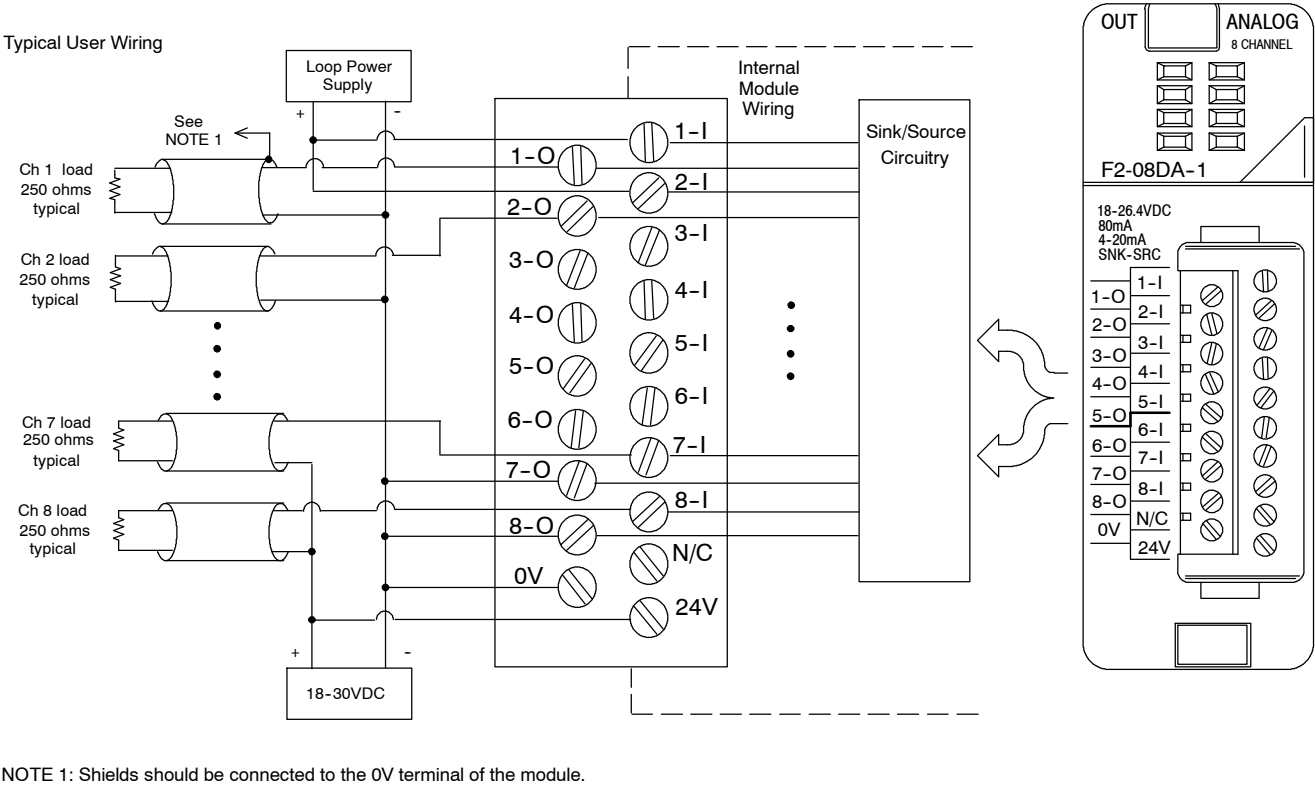 Typical User Wiring
Loop Power
Supply
+
-
See
NOTE 1
Ch 1 load
250 ohms
typical
Ch 2 load
250 ohms
typical
Ch 7 load
250 ohms
typical
Ch 8 load
250 ohms
typical
+
-
18-30VDC
Internal
Module
Wiring
1-I
1-O
2-I
2-O
3-I
3-O
4-I
4-O
5-I
5-O
6-I
6-O
7-I
7-O
8-I
8-O
N/C
0V
24V
Sink/Source
Circuitry
OUT
ANALOG
8 CHANNEL
F2-08DA-1
18-26.4VDC
80mA
4-20mA
SNK-SRC
1-I
1-O
2-I
2-O
3-I
3-O
4-I
4-O
5-I
5-O
6-I
6-O
7-I
7-O
8-I
8-O
N/C
0V
24V
NOTE 1: Shields should be connected to the 0V terminal of the module.